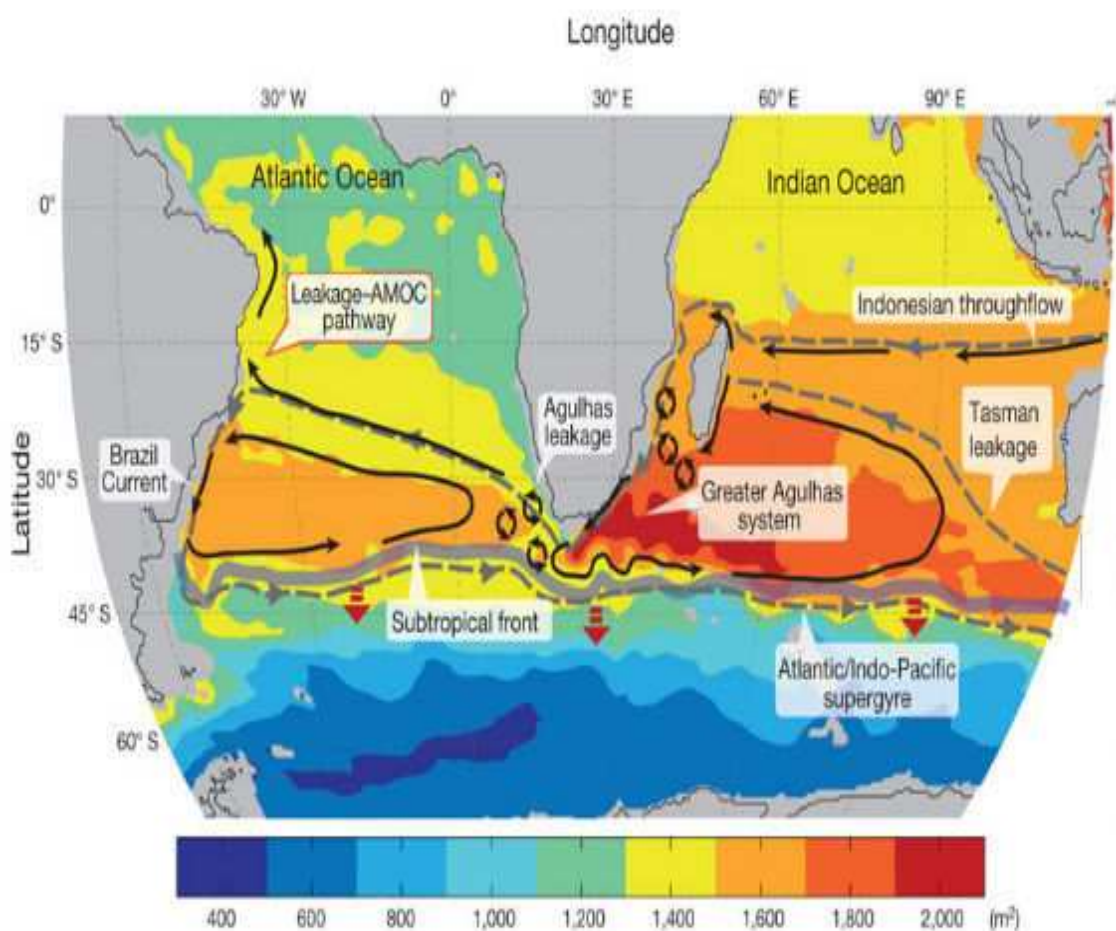 Longitude
30° W 0° 30° E 60° E 90° E
Atlantic Ocean
Indian Ocean
0°
Leakage–AMOC
pathway
Indonesian throughflow
15° S
Agulhas
leakage
Tasman
leakage
Brazil
Current
30° S
Greater Agulhas
system
Latitude
45° S
Subtropical front
Atlantic/Indo-Pacific
supergyre
60° S
400 600 800 1,000 1,200 1,400 1,600 1,800 2,000 (m²)